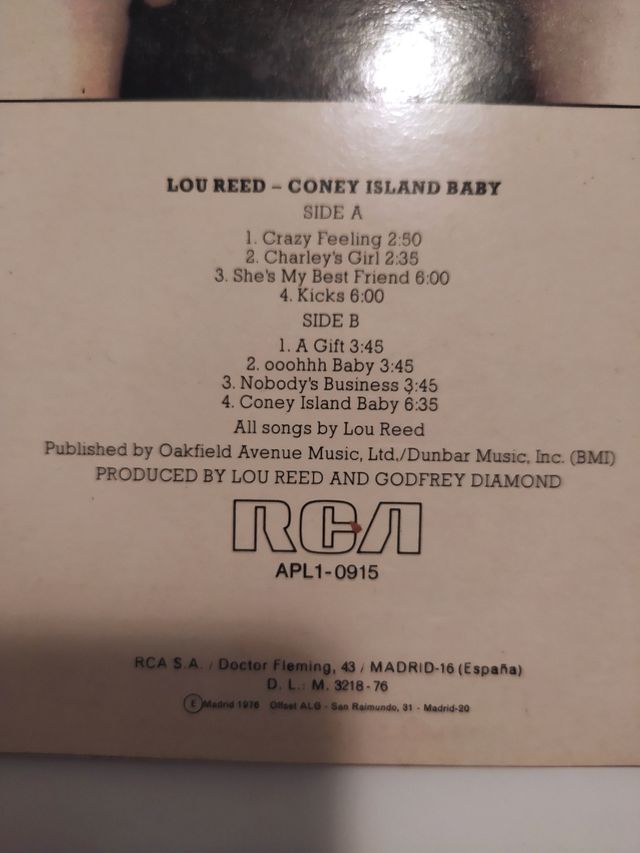 LOU REED – CONEY ISLAND BABY
SIDE A
1. Crazy Feeling 2:50
2. Charley's Girl 2:35
3. She's My Best Friend 6:00
4. Kicks 6:00
SIDE B
1. A Gift 3:45
2. ooohhh Baby 3:45
3. Nobody's Business 3:45
4. Coney Island Baby 6:35
All songs by Lou Reed
Published by Oakfield Avenue Music, Ltd./Dunbar Music, Inc. (BMI)
PRODUCED BY LOU REED AND GODFREY DIAMOND
RCA
APL1-0915
RCA S.A. / Doctor Fleming, 43 / MADRID-16 (España)
D. L.: M. 3218-76
E Madrid 1976 Offset ALG - San Raimundo, 31 - Madrid-20